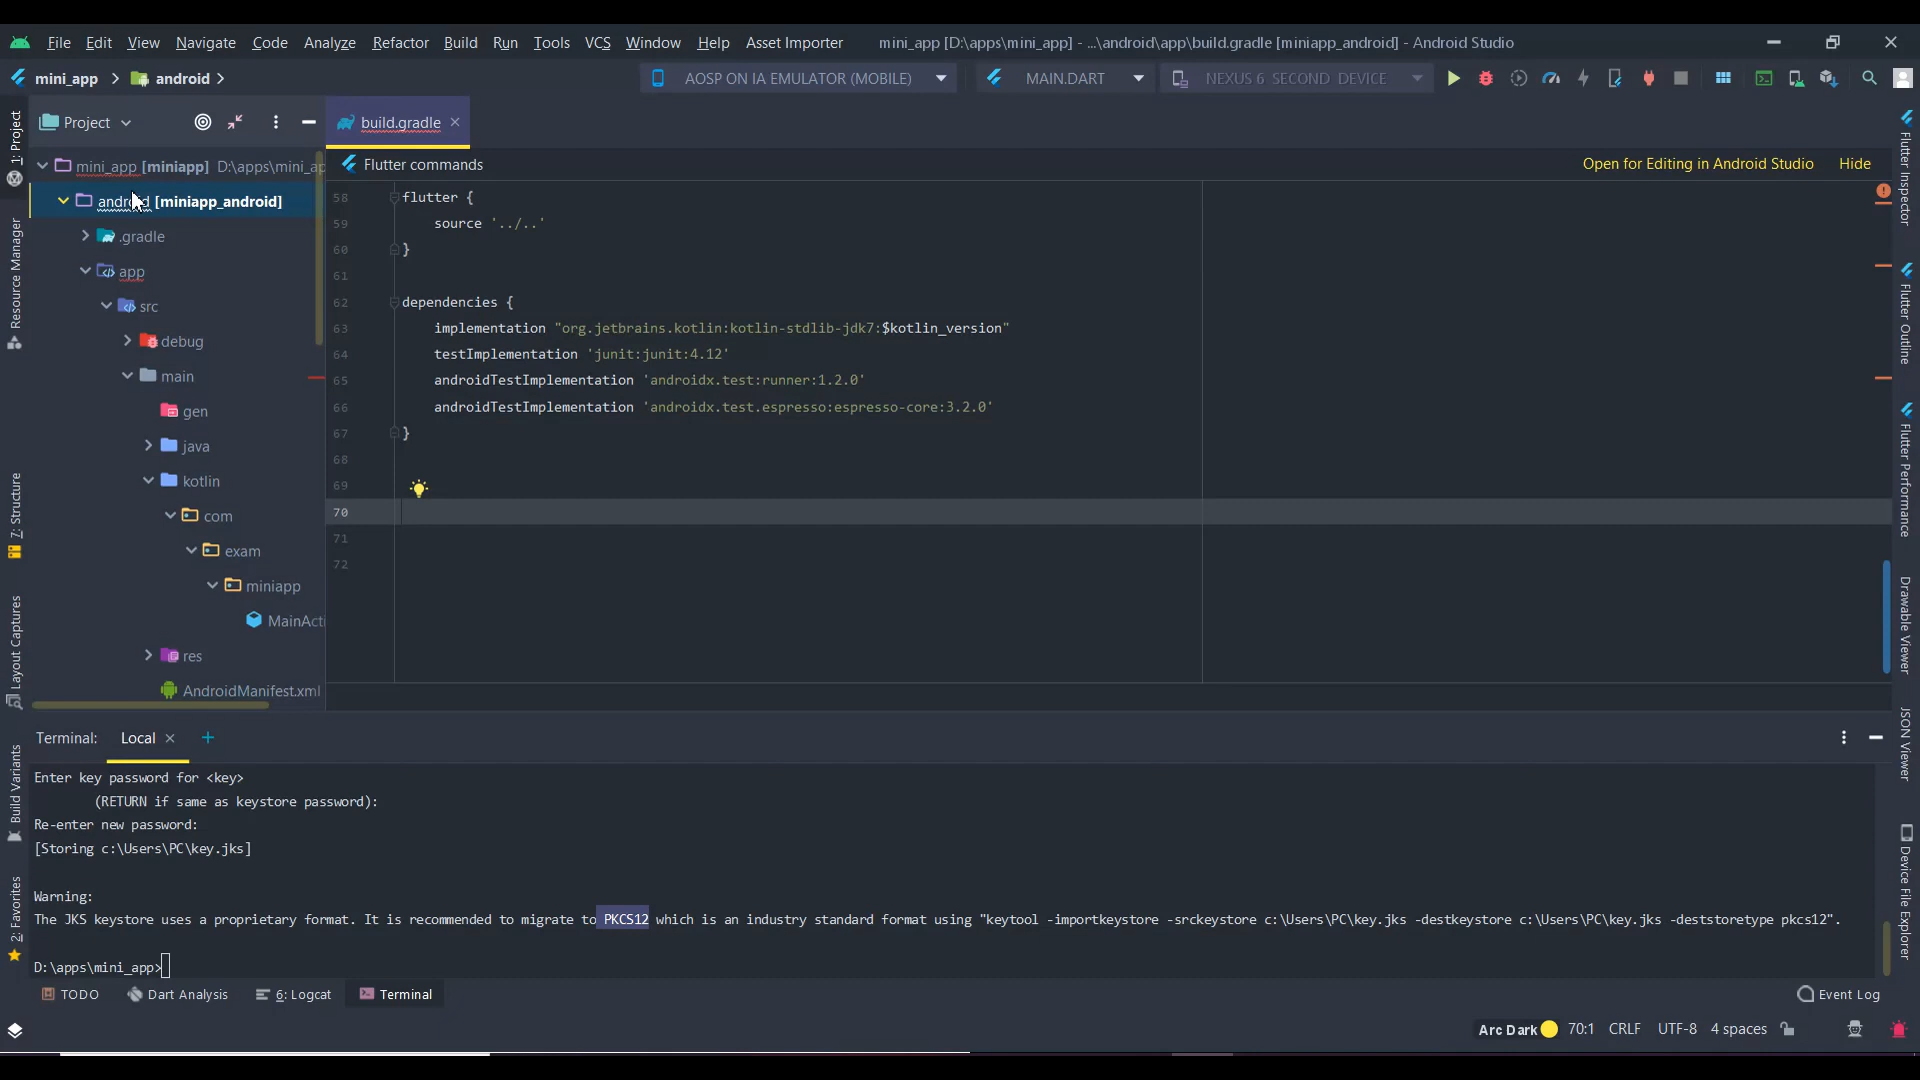 File Edit View Navigate Code Analyze Refactor Build Run Tools VCS Window Help Asset Importer mini_app [D:\apps\mini_app] - ...\android\app\build.gradle [miniapp_android] - Android Studio
mini_app android AOSP ON IA EMULATOR (MOBILE) MAIN.DART NEXUS 6 SECOND DEVICE
1: Project
Resource Manager
7: Structure
Layout Captures
Build Variants
2: Favorites
Project
mini_app [miniapp] D:\apps\mini_ap
android [miniapp_android]
.gradle
app
src
debug
main
gen
java
kotlin
com
exam
miniapp
MainActi
res
AndroidManifest.xml
build.gradle
Flutter commands Open for Editing in Android Studio Hide
58 flutter {
59 source '../..'
60 }
61
62 dependencies {
63 implementation "org.jetbrains.kotlin:kotlin-stdlib-jdk7:$kotlin_version"
64 testImplementation 'junit:junit:4.12'
65 androidTestImplementation 'androidx.test:runner:1.2.0'
66 androidTestImplementation 'androidx.test.espresso:espresso-core:3.2.0'
67 }
68
69
70
71
72
Flutter Inspector
Flutter Outline
Flutter Performance
Drawable Viewer
JSON Viewer
Device File Explorer
Terminal: Local +
Enter key password for <key>
(RETURN if same as keystore password):
Re-enter new password:
[Storing c:\Users\PC\key.jks]
Warning:
The JKS keystore uses a proprietary format. It is recommended to migrate to PKCS12 which is an industry standard format using "keytool -importkeystore -srckeystore c:\Users\PC\key.jks -destkeystore c:\Users\PC\key.jks -deststoretype pkcs12".
D:\apps\mini_app>
TODO Dart Analysis 6: Logcat Terminal Event Log
Arc Dark 70:1 CRLF UTF-8 4 spaces